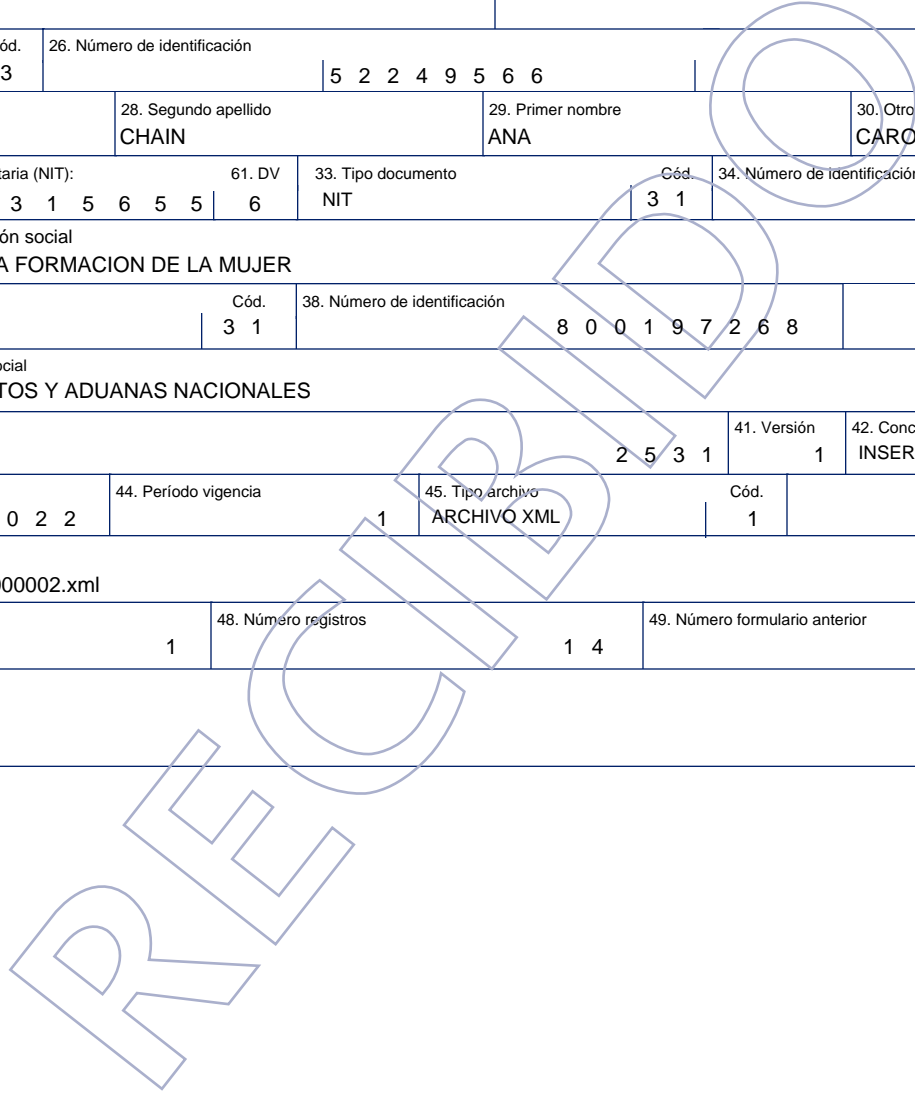 ód. 26. Número de identificación
3 5 2 2 4 9 5 6 6
28. Segundo apellido 29. Primer nombre 30. Otro
CHAIN ANA CARO
taria (NIT): 61. DV 33. Tipo documento Cód. 34. Número de identificación
3 1 5 6 5 5 6 NIT 3 1
ón social
A FORMACION DE LA MUJER
Cód. 38. Número de identificación
3 1 8 0 0 1 9 7 2 6 8
ocial
TOS Y ADUANAS NACIONALES
41. Versión 42. Conc
2 5 3 1 1 INSER
44. Período vigencia 45. Tipo archivo Cód.
0 2 2 1 ARCHIVO XML 1
000002.xml
48. Número registros 49. Número formulario anterior
1 1 4
RECIBIDO